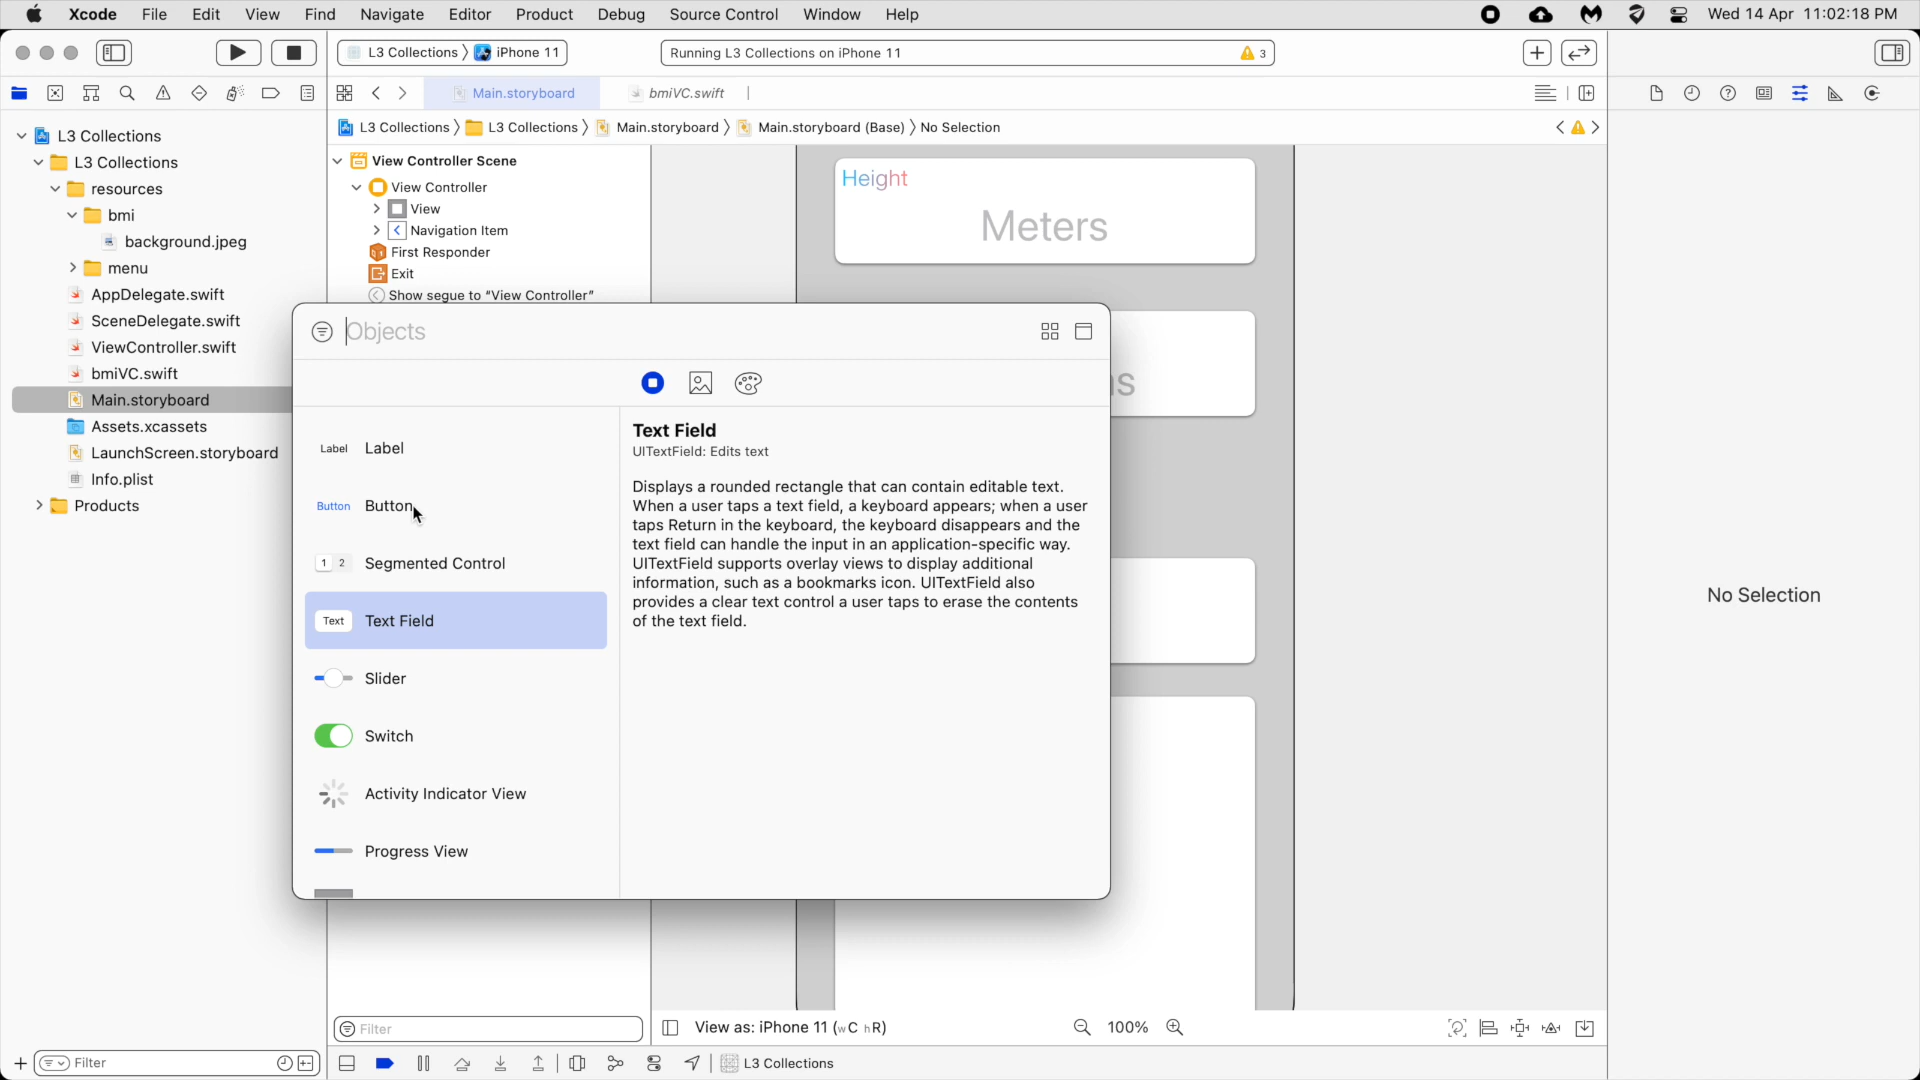 Xcode File Edit View Find Navigate Editor Product Debug Source Control Window Help Wed 14 Apr 11:02:18 PM
L3 Collections iPhone 11
Running L3 Collections on iPhone 11
3
Main.storyboard
bmiVC.swift
L3 Collections L3 Collections Main.storyboard Main.storyboard (Base) No Selection
L3 Collections
L3 Collections
resources
bmi
background.jpeg
menu
AppDelegate.swift
SceneDelegate.swift
ViewController.swift
bmiVC.swift
Main.storyboard
Assets.xcassets
LaunchScreen.storyboard
Info.plist
Products
View Controller Scene
View Controller
View
Navigation Item
First Responder
Exit
Show segue to “View Controller”
Height
Meters
s
Objects
Label Label
Button Button
1 2 Segmented Control
Text Text Field
Slider
Switch
Activity Indicator View
Progress View
Text Field
UITextField: Edits text
Displays a rounded rectangle that can contain editable text.
When a user taps a text field, a keyboard appears; when a user
taps Return in the keyboard, the keyboard disappears and the
text field can handle the input in an application-specific way.
UITextField supports overlay views to display additional
information, such as a bookmarks icon. UITextField also
provides a clear text control a user taps to erase the contents
of the text field.
No Selection
Filter
View as: iPhone 11 (wC hR)
100%
Filter
L3 Collections